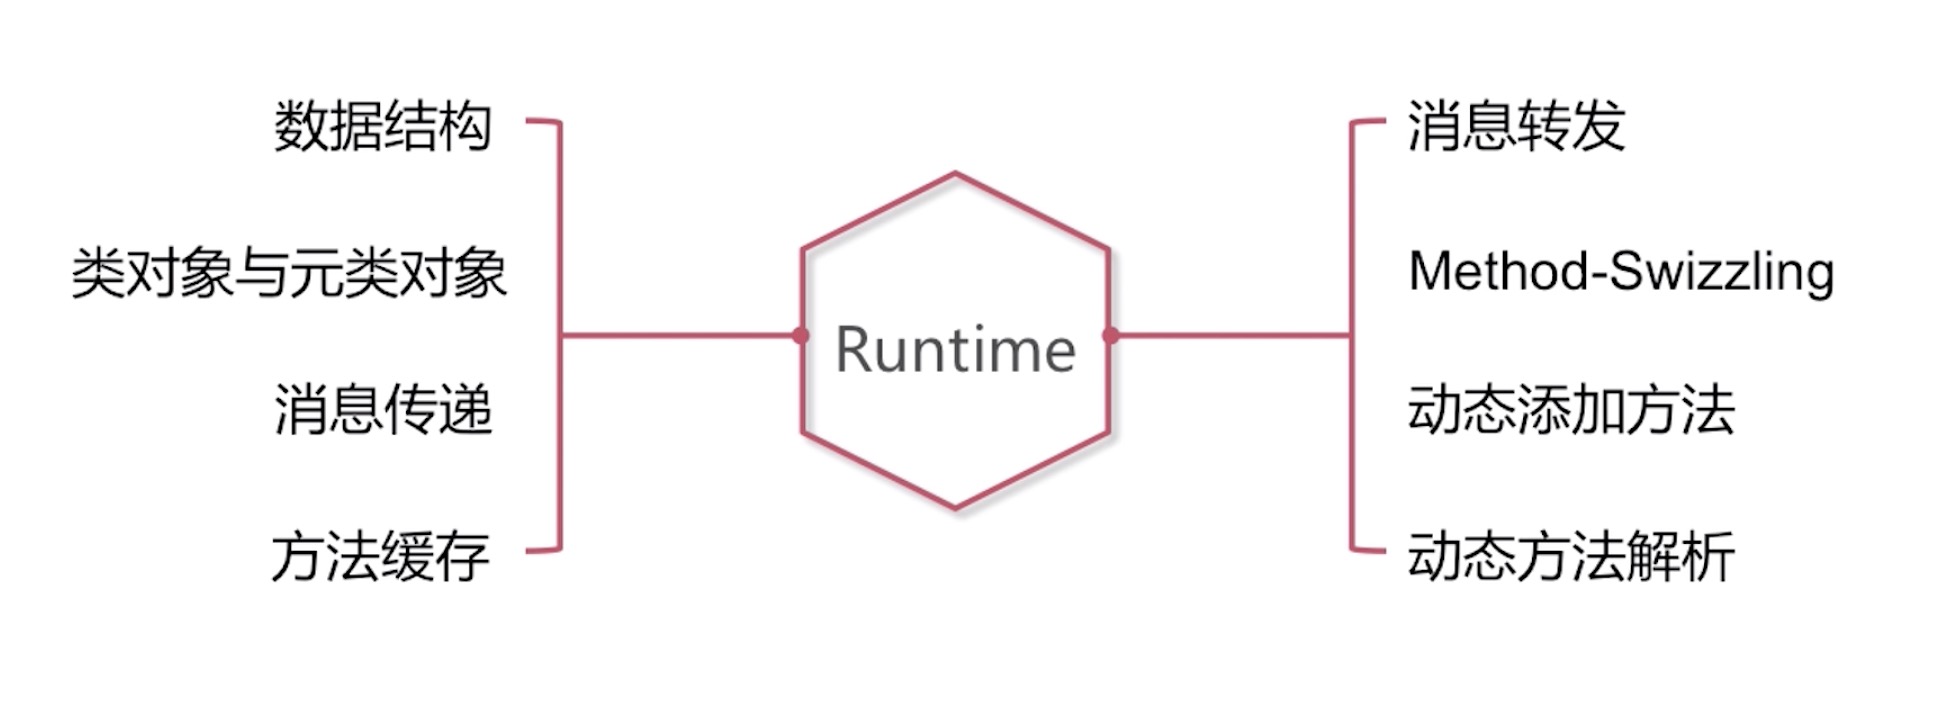 数据结构
类对象与元类对象
消息传递
方法缓存
Runtime
消息转发
Method-Swizzling
动态添加方法
动态方法解析